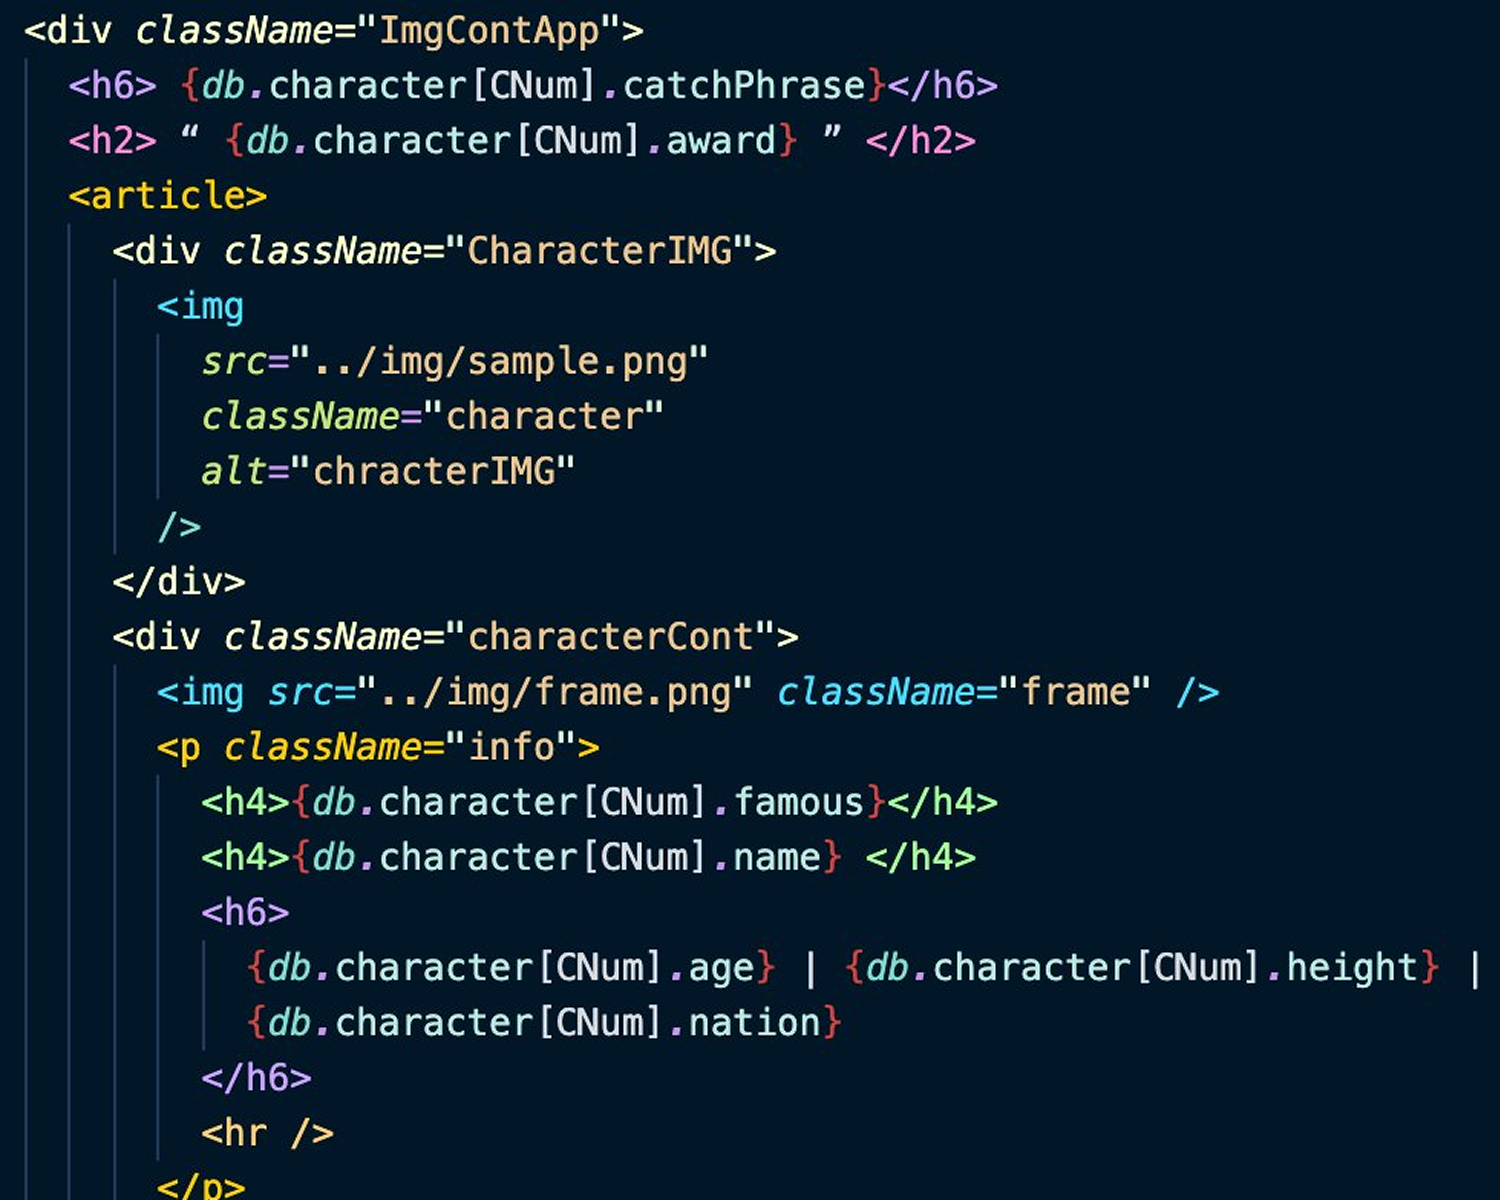 <div className="ImgContApp">
<h6> {db.character[CNum].catchPhrase}</h6>
<h2> “ {db.character[CNum].award} ” </h2>
<article>
<div className="CharacterIMG">
<img
src="../img/sample.png"
className="character"
alt="chracterIMG"
/>
</div>
<div className="characterCont">
<img src="../img/frame.png" className="frame" />
<p className="info">
<h4>{db.character[CNum].famous}</h4>
<h4>{db.character[CNum].name} </h4>
<h6>
{db.character[CNum].age} | {db.character[CNum].height} |
{db.character[CNum].nation}
</h6>
<hr />
</p>